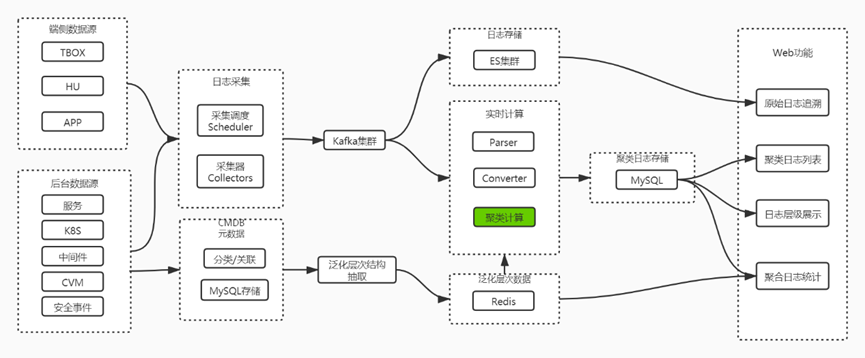 端侧数据源
TBOX
HU
APP
后台数据源
服务
K8S
中间件
CVM
安全事件
日志采集
采集调度
Scheduler
采集器
Collectors
CMDB
元数据
分类/关联
MySQL存储
Kafka集群
泛化层次结构
抽取
日志存储
ES集群
实时计算
Parser
Converter
聚类计算
泛化层次数据
Redis
聚类日志存储
MySQL
Web功能
原始日志追溯
聚类日志列表
日志层级展示
聚合日志统计